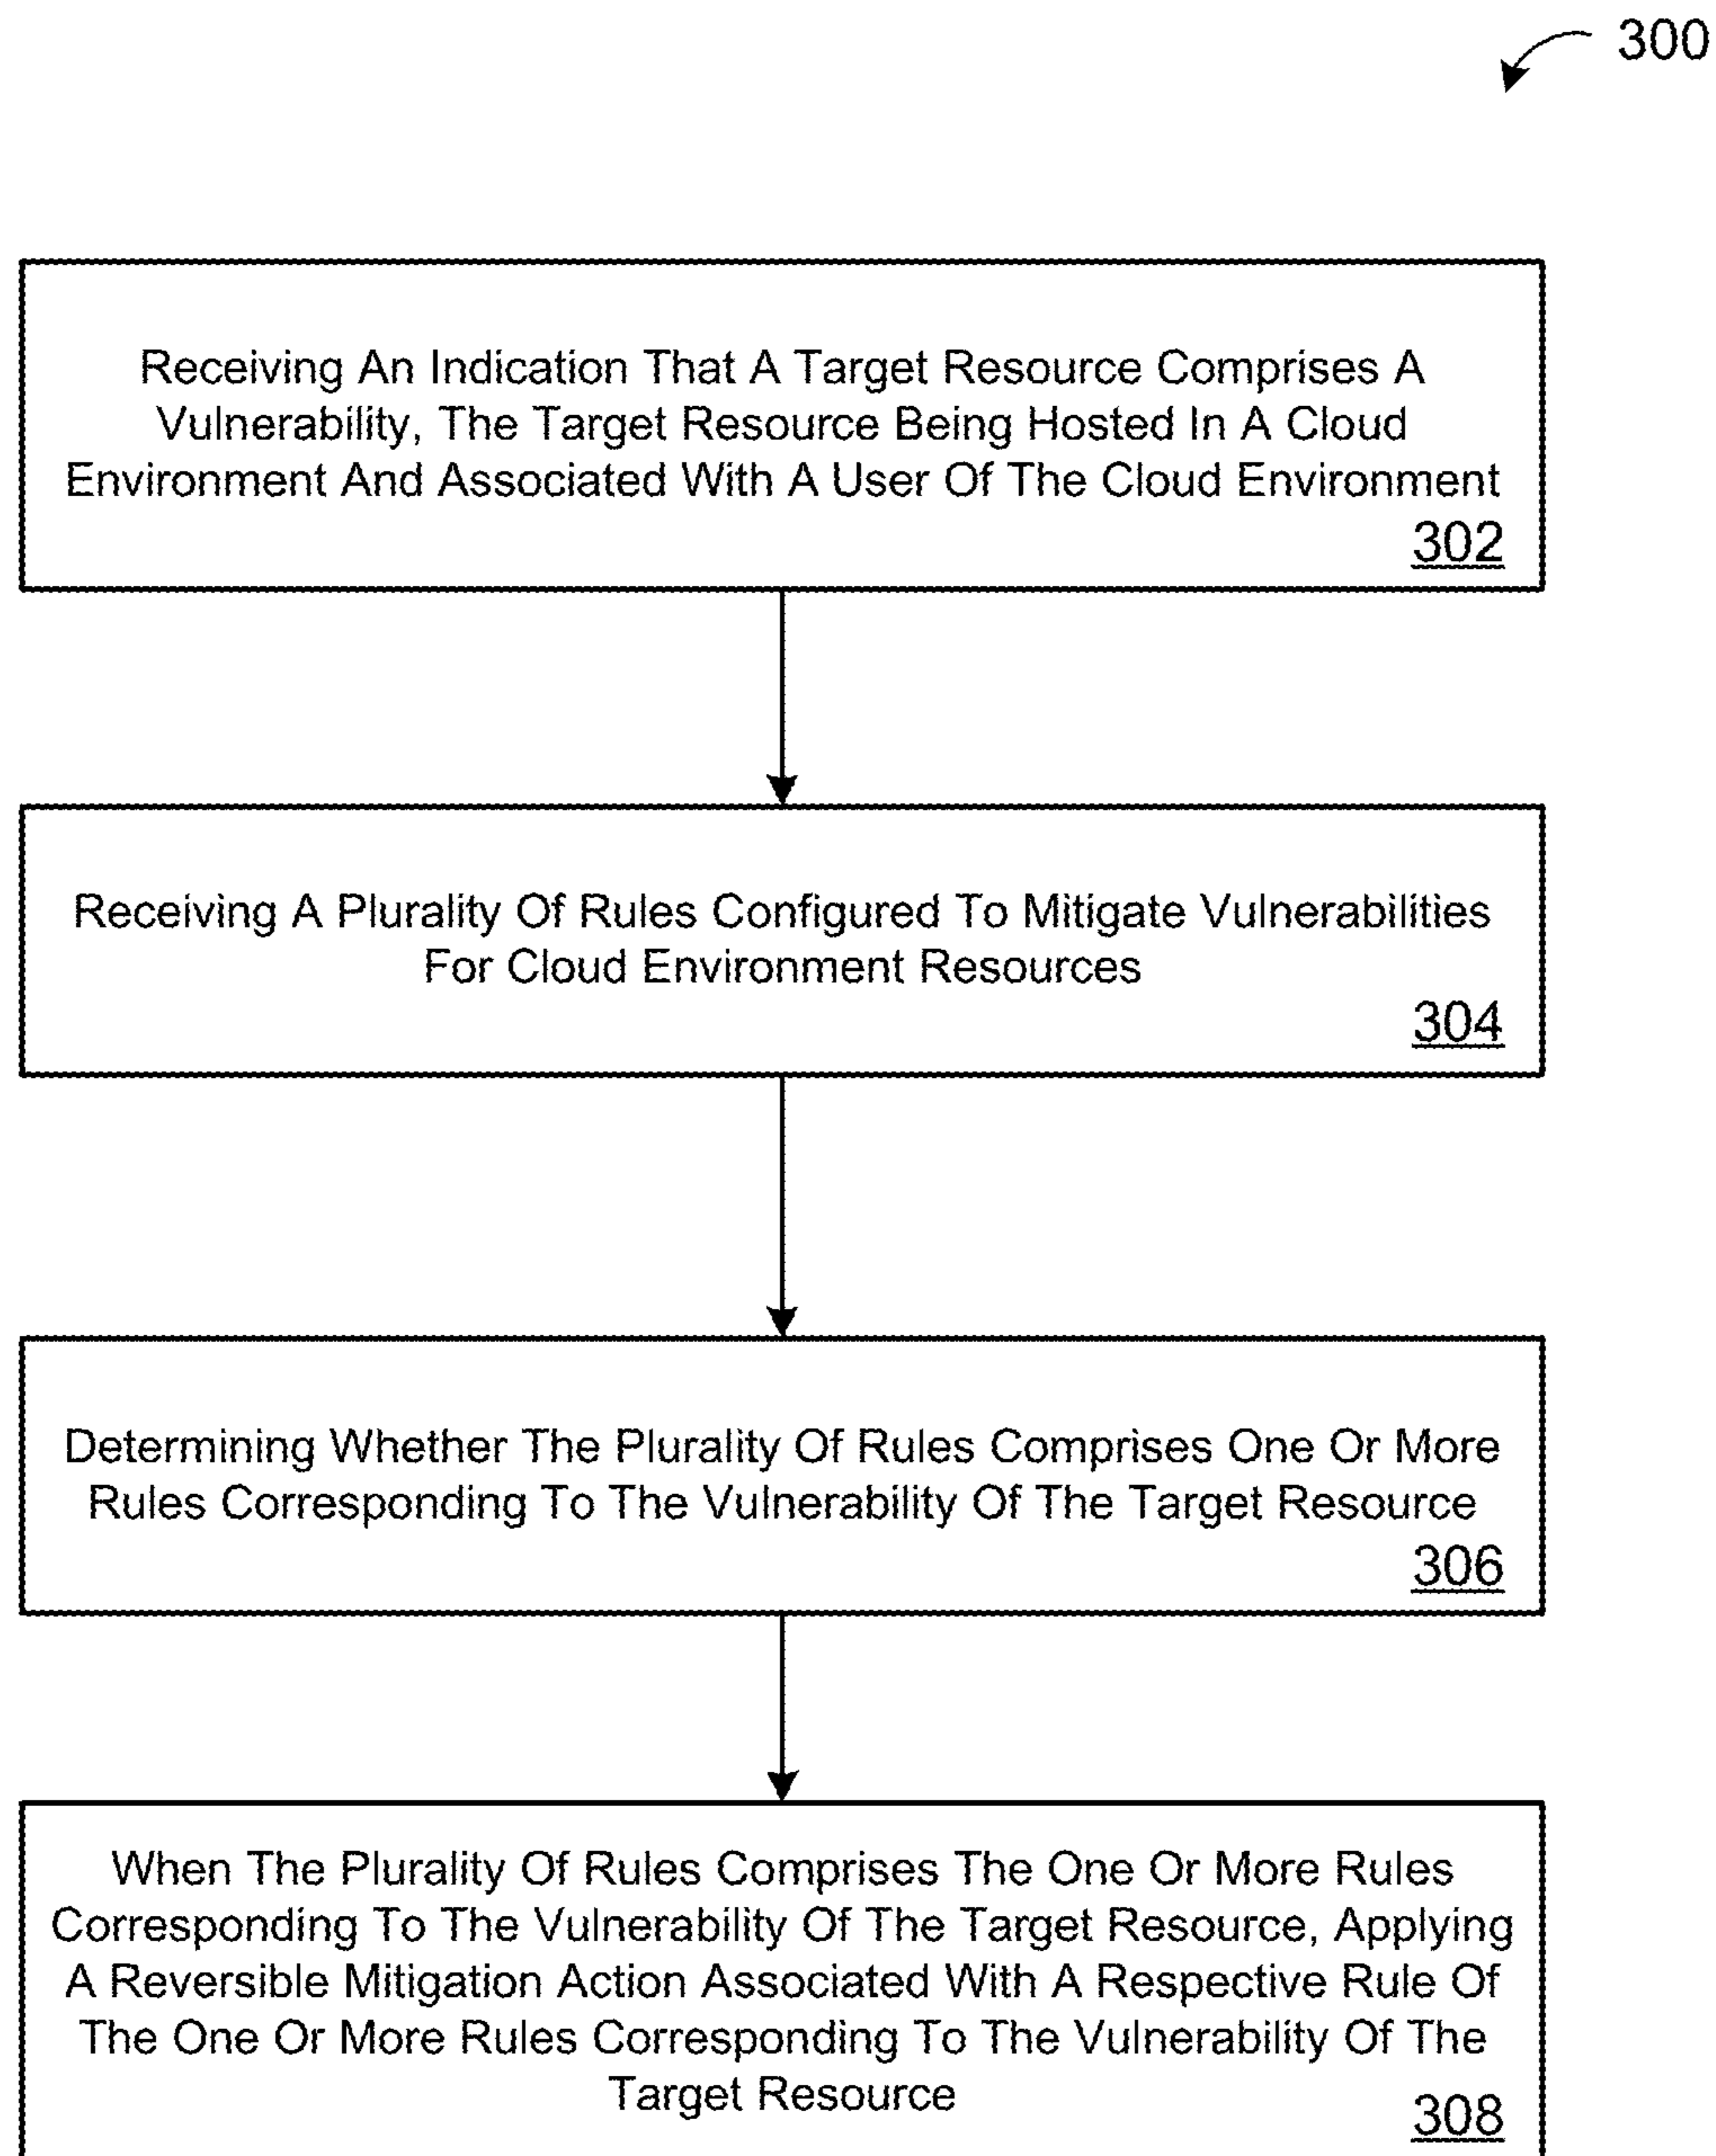 300
Receiving An Indication That A Target Resource Comprises A
Vulnerability, The Target Resource Being Hosted In A Cloud
Environment And Associated With A User Of The Cloud Environment
302
Receiving A Plurality Of Rules Configured To Mitigate Vulnerabilities
For Cloud Environment Resources
304
Determining Whether The Plurality Of Rules Comprises One Or More
Rules Corresponding To The Vulnerability Of The Target Resource
306
When The Plurality Of Rules Comprises The One Or More Rules
Corresponding To The Vulnerability Of The Target Resource, Applying
A Reversible Mitigation Action Associated With A Respective Rule Of
The One Or More Rules Corresponding To The Vulnerability Of The
Target Resource
308